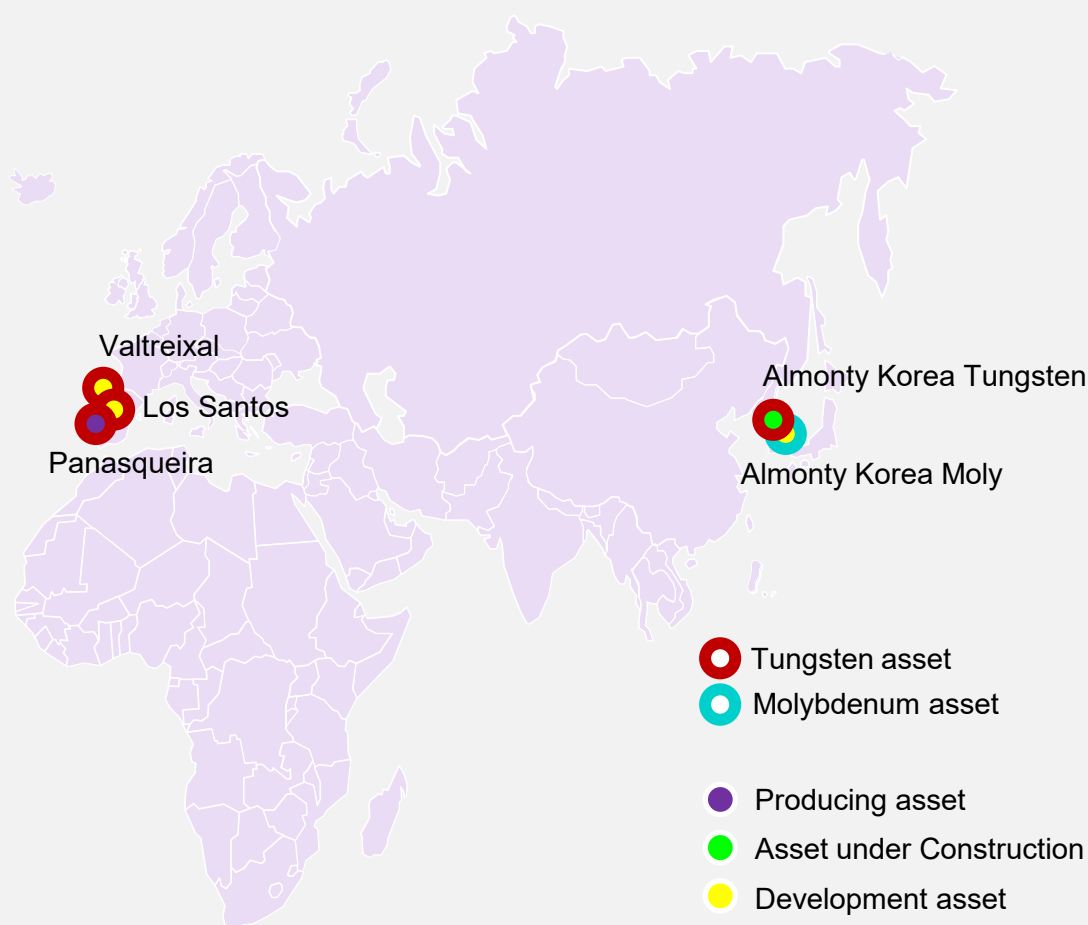 Valtreixal
Los Santos
Panasqueira
Almonty Korea Tungsten
Almonty Korea Moly
Tungsten asset
Molybdenum asset
Producing asset
Asset under Construction
Development asset